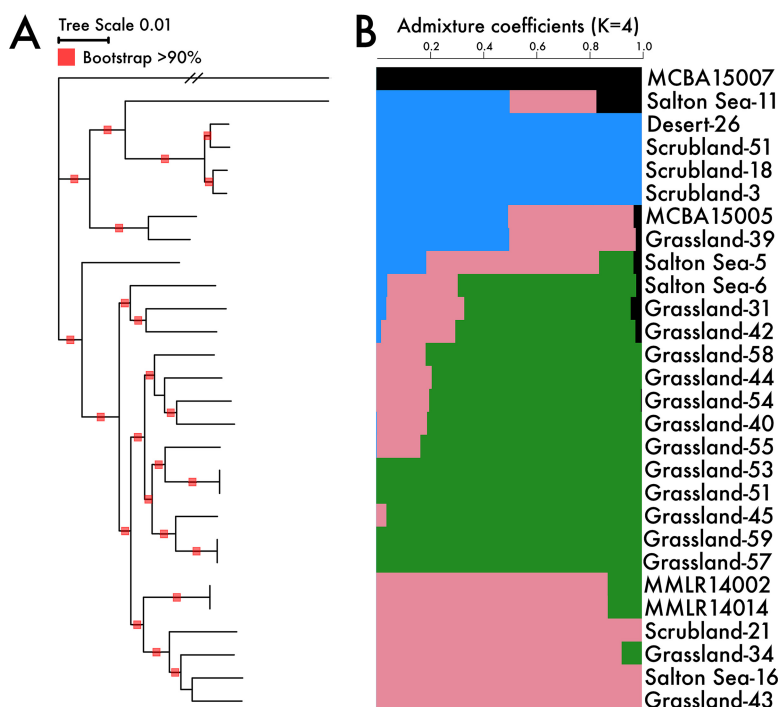 A
Tree Scale 0.01
Bootstrap >90%
B
Admixture coefficients (K=4)
0.2 0.4 0.6 0.8 1.0
MCBA15007
Salton Sea-11
Desert-26
Scrubland-51
Scrubland-18
Scrubland-3
MCBA15005
Grassland-39
Salton Sea-5
Salton Sea-6
Grassland-31
Grassland-42
Grassland-58
Grassland-44
Grassland-54
Grassland-40
Grassland-55
Grassland-53
Grassland-51
Grassland-45
Grassland-59
Grassland-57
MMLR14002
MMLR14014
Scrubland-21
Grassland-34
Salton Sea-16
Grassland-43